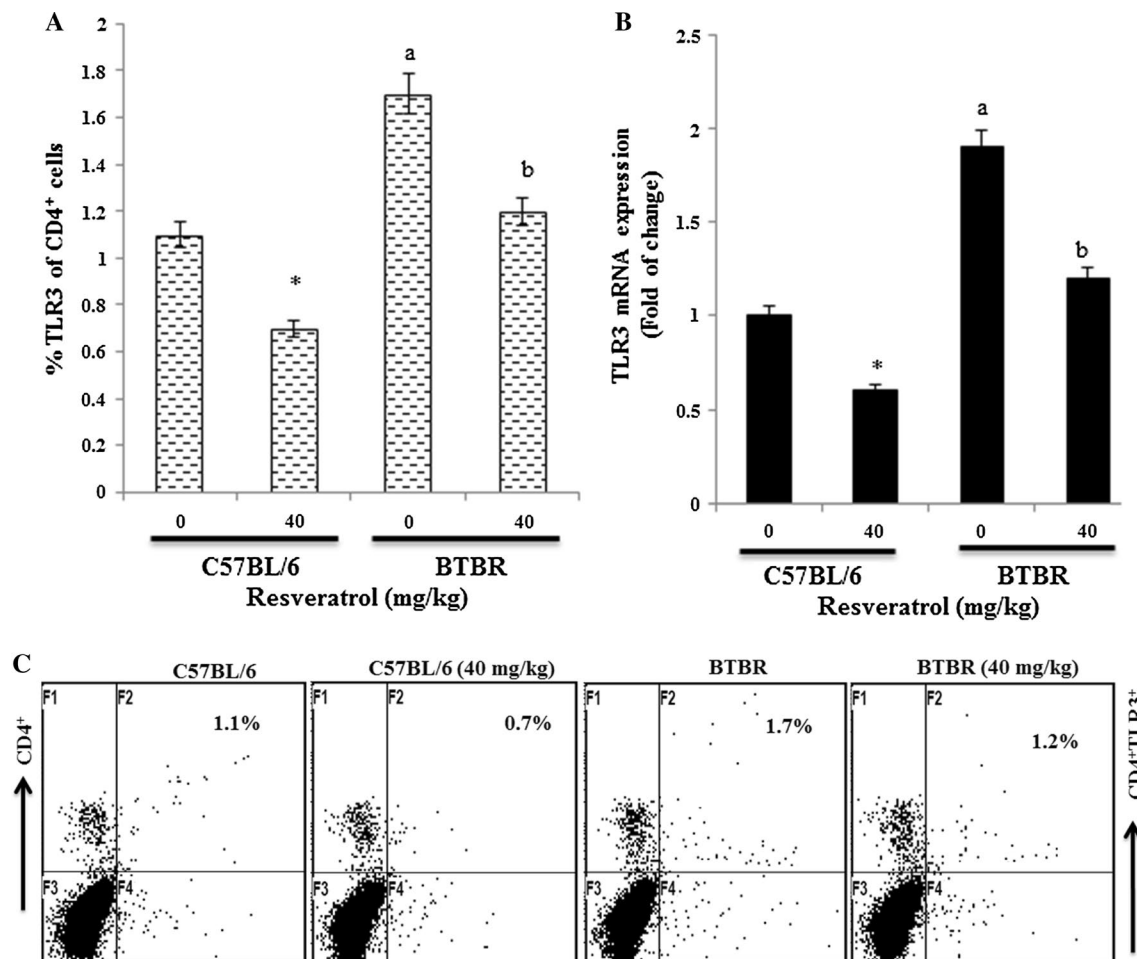 A
% TLR3 of CD4⁺ cells
2
1.8
1.6
1.4
1.2
1
0.8
0.6
0.4
0.2
0
*
a
b
0 40 0 40
C57BL/6 BTBR
Resveratrol (mg/kg)
B
TLR3 mRNA expression
(Fold of change)
2.5
2
1.5
1
0.5
0
*
a
b
0 40 0 40
C57BL/6 BTBR
Resveratrol (mg/kg)
C
CD4⁺
C57BL/6
F1 F2
1.1%
F3 F4
C57BL/6 (40 mg/kg)
F1 F2
0.7%
F3 F4
BTBR
F1 F2
1.7%
F3 F4
BTBR (40 mg/kg)
F1 F2
1.2%
F3 F4
CD4⁺TLR3⁺